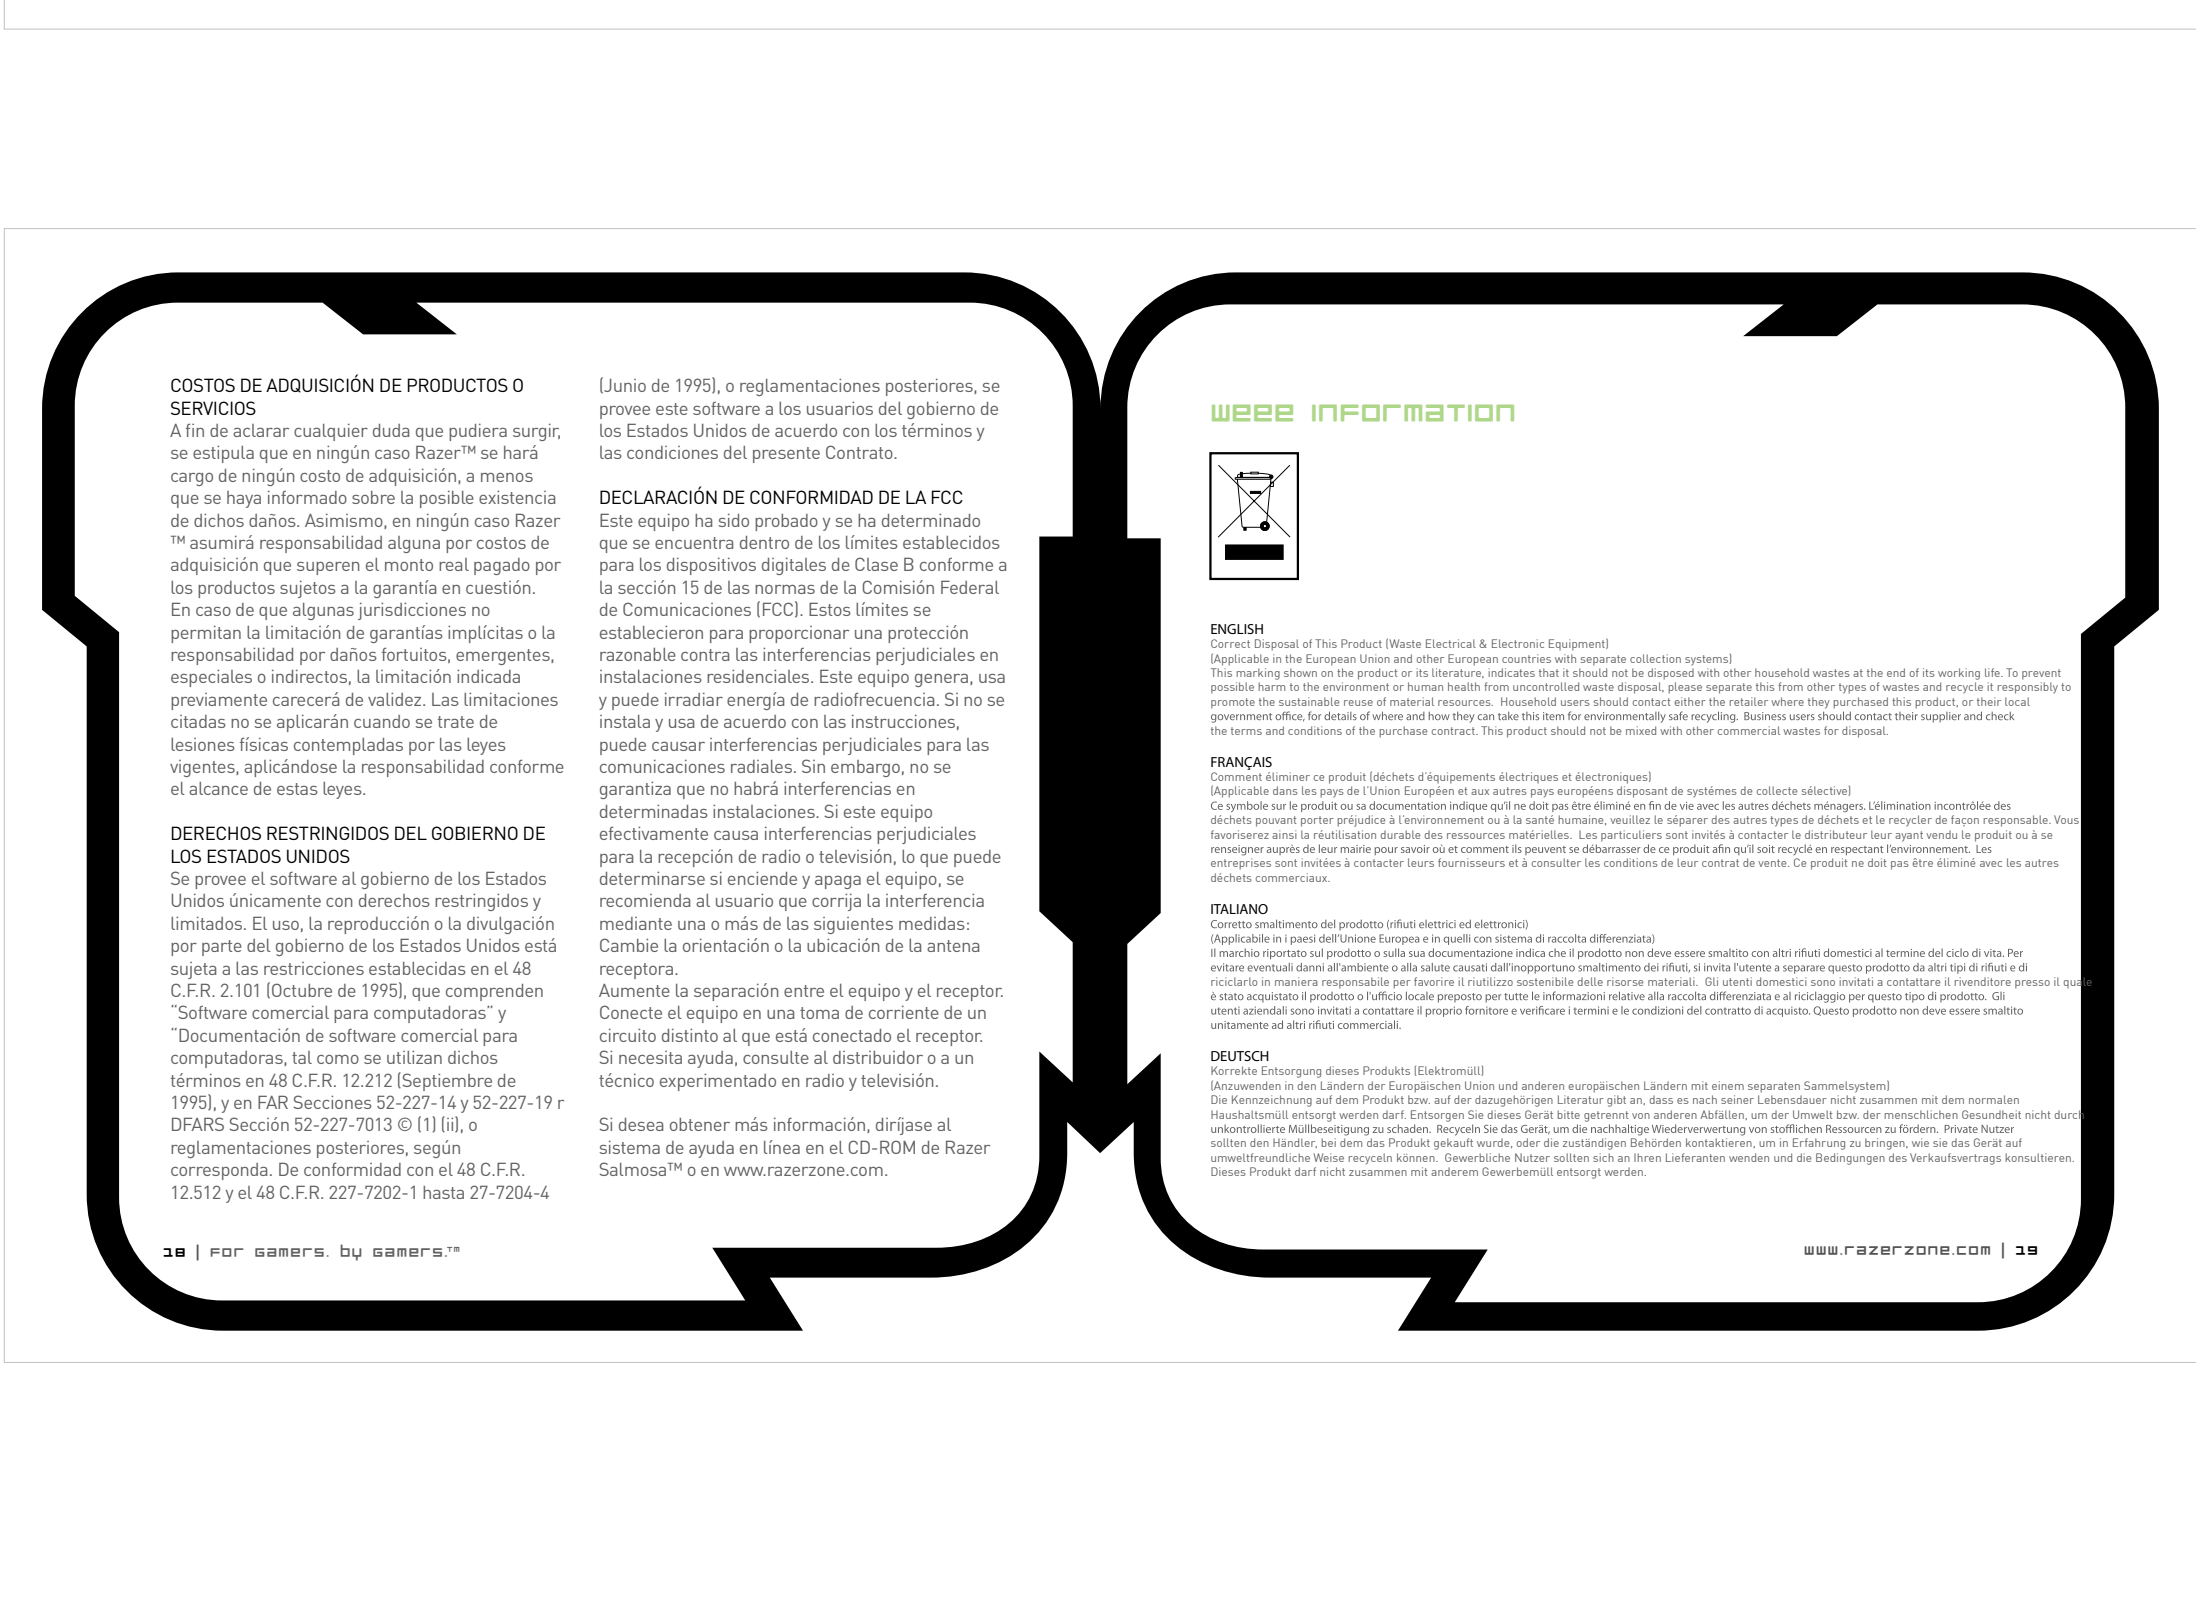 COSTOS DE ADQUISICIÓN DE PRODUCTOS O
SERVICIOS
A fin de aclarar cualquier duda que pudiera surgir,
se estipula que en ningún caso Razer™ se hará
cargo de ningún costo de adquisición, a menos
que se haya informado sobre la posible existencia
de dichos daños. Asimismo, en ningún caso Razer
™ asumirá responsabilidad alguna por costos de
adquisición que superen el monto real pagado por
los productos sujetos a la garantía en cuestión.
En caso de que algunas jurisdicciones no
permitan la limitación de garantías implícitas o la
responsabilidad por daños fortuitos, emergentes,
especiales o indirectos, la limitación indicada
previamente carecerá de validez. Las limitaciones
citadas no se aplicarán cuando se trate de
lesiones físicas contempladas por las leyes
vigentes, aplicándose la responsabilidad conforme
el alcance de estas leyes.
DERECHOS RESTRINGIDOS DEL GOBIERNO DE
LOS ESTADOS UNIDOS
Se provee el software al gobierno de los Estados
Unidos únicamente con derechos restringidos y
limitados. El uso, la reproducción o la divulgación
por parte del gobierno de los Estados Unidos está
sujeta a las restricciones establecidas en el 48
C.F.R. 2.101 (Octubre de 1995), que comprenden
"Software comercial para computadoras" y
"Documentación de software comercial para
computadoras, tal como se utilizan dichos
términos en 48 C.F.R. 12.212 (Septiembre de
1995), y en FAR Secciones 52-227-14 y 52-227-19 r
DFARS Sección 52-227-7013 © (1) (ii), o
reglamentaciones posteriores, según
corresponda. De conformidad con el 48 C.F.R.
12.512 y el 48 C.F.R. 227-7202-1 hasta 27-7204-4
(Junio de 1995), o reglamentaciones posteriores, se
provee este software a los usuarios del gobierno de
los Estados Unidos de acuerdo con los términos y
las condiciones del presente Contrato.
DECLARACIÓN DE CONFORMIDAD DE LA FCC
Este equipo ha sido probado y se ha determinado
que se encuentra dentro de los límites establecidos
para los dispositivos digitales de Clase B conforme a
la sección 15 de las normas de la Comisión Federal
de Comunicaciones (FCC). Estos límites se
establecieron para proporcionar una protección
razonable contra las interferencias perjudiciales en
instalaciones residenciales. Este equipo genera, usa
y puede irradiar energía de radiofrecuencia. Si no se
instala y usa de acuerdo con las instrucciones,
puede causar interferencias perjudiciales para las
comunicaciones radiales. Sin embargo, no se
garantiza que no habrá interferencias en
determinadas instalaciones. Si este equipo
efectivamente causa interferencias perjudiciales
para la recepción de radio o televisión, lo que puede
determinarse si enciende y apaga el equipo, se
recomienda al usuario que corrija la interferencia
mediante una o más de las siguientes medidas:
Cambie la orientación o la ubicación de la antena
receptora.
Aumente la separación entre el equipo y el receptor.
Conecte el equipo en una toma de corriente de un
circuito distinto al que está conectado el receptor.
Si necesita ayuda, consulte al distribuidor o a un
técnico experimentado en radio y televisión.
Si desea obtener más información, diríjase al
sistema de ayuda en línea en el CD-ROM de Razer
Salmosa™ o en www.razerzone.com.
18 | For Gamers. By Gamers.™
WEEE INFORMATION
ENGLISH
Correct Disposal of This Product (Waste Electrical & Electronic Equipment)
(Applicable in the European Union and other European countries with separate collection systems)
This marking shown on the product or its literature, indicates that it should not be disposed with other household wastes at the end of its working life. To prevent
possible harm to the environment or human health from uncontrolled waste disposal, please separate this from other types of wastes and recycle it responsibly to
promote the sustainable reuse of material resources.  Household users should contact either the retailer where they purchased this product, or their local
government office, for details of where and how they can take this item for environmentally safe recycling.  Business users should contact their supplier and check
the terms and conditions of the purchase contract. This product should not be mixed with other commercial wastes for disposal.
FRANÇAIS
Comment éliminer ce produit (déchets d'équipements électriques et électroniques)
(Applicable dans les pays de l'Union Européen et aux autres pays européens disposant de systémes de collecte sélective)
Ce symbole sur le produit ou sa documentation indique qu'il ne doit pas être éliminé en fin de vie avec les autres déchets ménagers. L'élimination incontrôlée des
déchets pouvant porter préjudice à l'environnement ou à la santé humaine, veuillez le séparer des autres types de déchets et le recycler de façon responsable. Vous
favoriserez ainsi la réutilisation durable des ressources matérielles.  Les particuliers sont invités à contacter le distributeur leur ayant vendu le produit ou à se
renseigner auprès de leur mairie pour savoir où et comment ils peuvent se débarrasser de ce produit afin qu'il soit recyclé en respectant l'environnement.  Les
entreprises sont invitées à contacter leurs fournisseurs et à consulter les conditions de leur contrat de vente. Ce produit ne doit pas être éliminé avec les autres
déchets commerciaux.
ITALIANO
Corretto smaltimento del prodotto (rifiuti elettrici ed elettronici)
(Applicabile in i paesi dell'Unione Europea e in quelli con sistema di raccolta differenziata)
Il marchio riportato sul prodotto o sulla sua documentazione indica che il prodotto non deve essere smaltito con altri rifiuti domestici al termine del ciclo di vita. Per
evitare eventuali danni all'ambiente o alla salute causati dall'inopportuno smaltimento dei rifiuti, si invita l'utente a separare questo prodotto da altri tipi di rifiuti e di
riciclarlo in maniera responsabile per favorire il riutilizzo sostenibile delle risorse materiali.  Gli utenti domestici sono invitati a contattare il rivenditore presso il quale
è stato acquistato il prodotto o l'ufficio locale preposto per tutte le informazioni relative alla raccolta differenziata e al riciclaggio per questo tipo di prodotto.  Gli
utenti aziendali sono invitati a contattare il proprio fornitore e verificare i termini e le condizioni del contratto di acquisto. Questo prodotto non deve essere smaltito
unitamente ad altri rifiuti commerciali.
DEUTSCH
Korrekte Entsorgung dieses Produkts (Elektromüll)
(Anzuwenden in den Ländern der Europäischen Union und anderen europäischen Ländern mit einem separaten Sammelsystem)
Die Kennzeichnung auf dem Produkt bzw. auf der dazugehörigen Literatur gibt an, dass es nach seiner Lebensdauer nicht zusammen mit dem normalen
Haushaltsmüll entsorgt werden darf. Entsorgen Sie dieses Gerät bitte getrennt von anderen Abfällen, um der Umwelt bzw. der menschlichen Gesundheit nicht durch
unkontrollierte Müllbeseitigung zu schaden.  Recyceln Sie das Gerät, um die nachhaltige Wiederverwertung von stofflichen Ressourcen zu fördern.  Private Nutzer
sollten den Händler, bei dem das Produkt gekauft wurde, oder die zuständigen Behörden kontaktieren, um in Erfahrung zu bringen, wie sie das Gerät auf
umweltfreundliche Weise recyceln können.  Gewerbliche Nutzer sollten sich an Ihren Lieferanten wenden und die Bedingungen des Verkaufsvertrags konsultieren.
Dieses Produkt darf nicht zusammen mit anderem Gewerbemüll entsorgt werden.
www.razerzone.com | 19